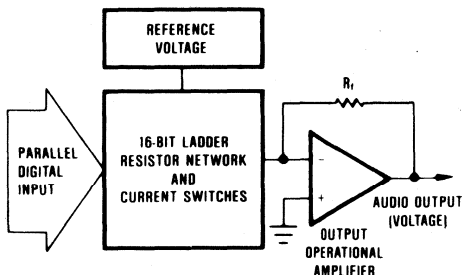 REFERENCE
VOLTAGE
PARALLEL
DIGITAL
INPUT
16-BIT LADDER
RESISTOR NETWORK
AND
CURRENT SWITCHES
Rf
−
+
AUDIO OUTPUT
(VOLTAGE)
OUTPUT
OPERATIONAL
AMPLIFIER